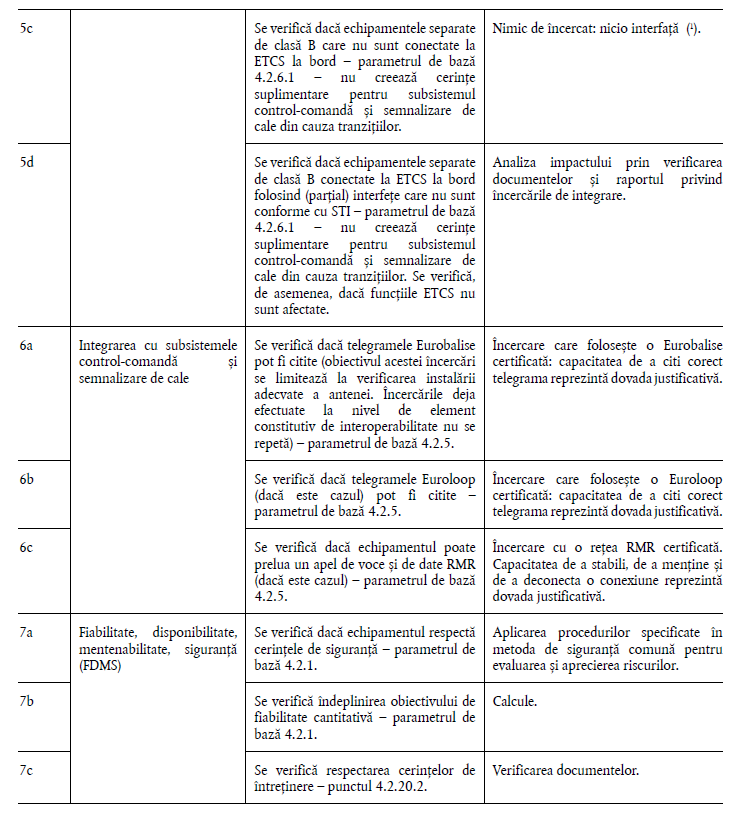 5c
Se verifică dacă echipamentele separate
de clasă B care nu sunt conectate la
ETCS la bord – parametrul de bază
4.2.6.1 – nu creează cerințe
suplimentare pentru subsistemul
control-comandă și semnalizare de
cale din cauza tranzițiilor.
Nimic de încercat: nicio interfață (¹).
5d
Se verifică dacă echipamentele separate
de clasă B conectate la ETCS la bord
folosind (parțial) interfețe care nu sunt
conforme cu STI – parametrul de bază
4.2.6.1 – nu creează cerințe
suplimentare pentru subsistemul
control-comandă și semnalizare de
cale din cauza tranzițiilor. Se verifică,
de asemenea, dacă funcțiile ETCS nu
sunt afectate.
Analiza impactului prin verificarea
documentelor și raportul privind
încercările de integrare.
6a
Integrarea cu subsistemele
control-comandă și
semnalizare de cale
Se verifică dacă telegramele Eurobalise
pot fi citite (obiectivul acestei încercări
se limitează la verificarea instalării
adecvate a antenei. Încercările deja
efectuate la nivel de element
constitutiv de interoperabilitate nu se
repetă) – parametrul de bază 4.2.5.
Încercare care folosește o Eurobalise
certificată: capacitatea de a citi corect
telegrama reprezintă dovada justificativă.
6b
Se verifică dacă telegramele Euroloop
(dacă este cazul) pot fi citite –
parametrul de bază 4.2.5.
Încercare care folosește o Euroloop
certificată: capacitatea de a citi corect
telegrama reprezintă dovada justificativă.
6c
Se verifică dacă echipamentul poate
prelua un apel de voce și de date RMR
(dacă este cazul) – parametrul de bază
4.2.5.
Încercare cu o rețea RMR certificată.
Capacitatea de a stabili, de a menține și
de a deconecta o conexiune reprezintă
dovada justificativă.
7a
Fiabilitate, disponibilitate,
mentenabilitate, siguranță
(FDMS)
Se verifică dacă echipamentul respectă
cerințele de siguranță – parametrul de
bază 4.2.1.
Aplicarea procedurilor specificate în
metoda de siguranță comună pentru
evaluarea și aprecierea riscurilor.
7b
Se verifică îndeplinirea obiectivului de
fiabilitate cantitativă – parametrul de
bază 4.2.1.
Calcule.
7c
Se verifică respectarea cerințelor de
întreținere – punctul 4.2.20.2.
Verificarea documentelor.